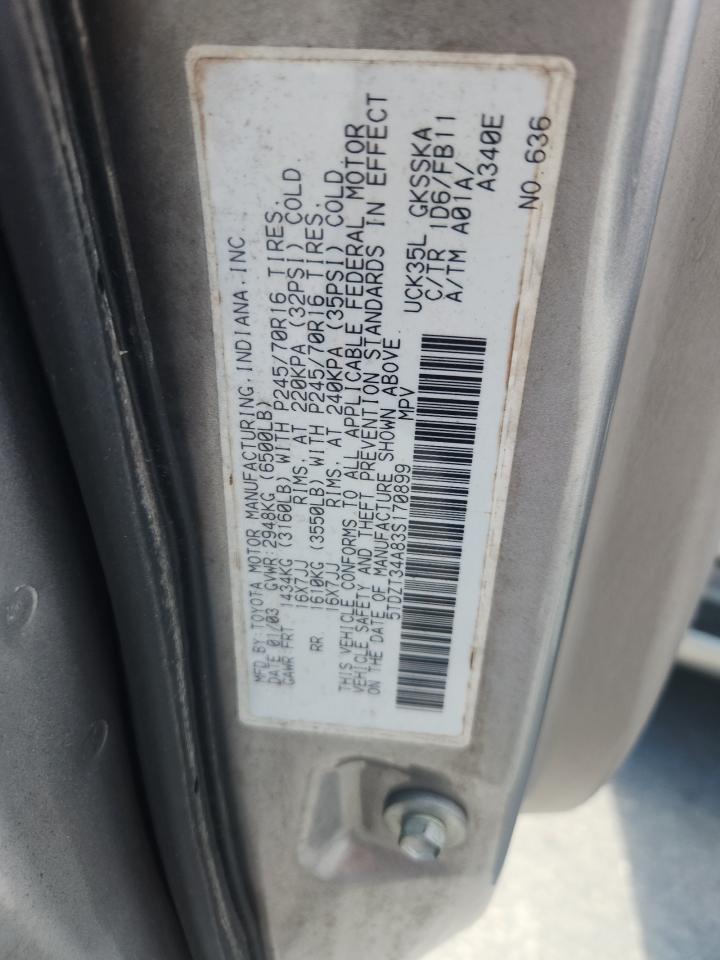 MFD.BY:TOYOTA MOTOR MANUFACTURING,INDIANA,INC
DATE 01/03 GVWR:2948KG (6500LB)
GAWR FRT 1434KG (3160LB) WITH P245/70R16 TIRES.
16X7JJ RIMS, AT 220KPA (32PSI) COLD
RR 1610KG (3550LB) WITH P245/70R16 TIRES.
16X7JJ RIMS, AT 240KPA (35PSI) COLD
THIS VEHICLE CONFORMS TO ALL APPLICABLE FEDERAL MOTOR
VEHICLE SAFETY AND THEFT PREVENTION STANDARDS IN EFFECT
ON THE DATE OF MANUFACTURE SHOWN ABOVE.
5TDZT34A83S170899 MPV
UCK35L GKSSKA
C/TR 1D6/FB11
A/TM A01A/
A340E
NO.636